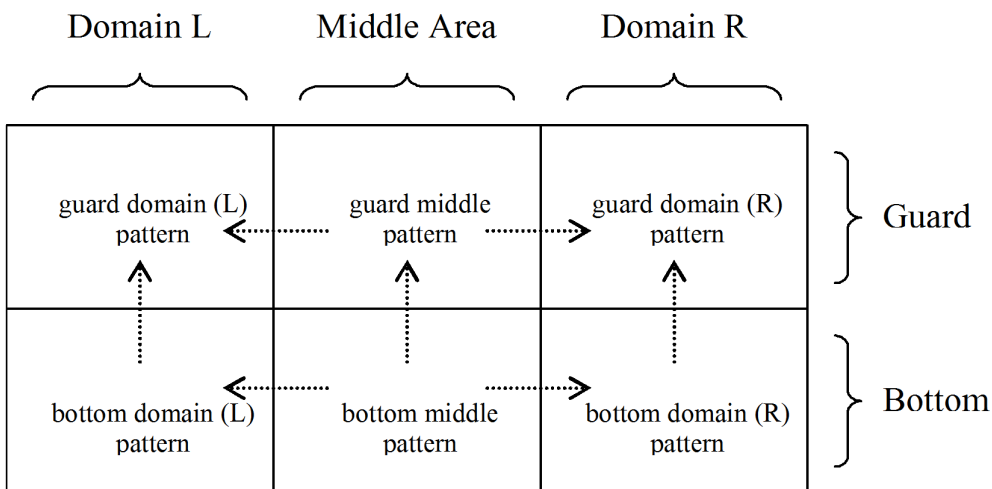 Domain L
Middle Area
Domain R
guard domain (L)
pattern
guard middle
pattern
guard domain (R)
pattern
Guard
bottom domain (L)
pattern
bottom middle
pattern
bottom domain (R)
pattern
Bottom